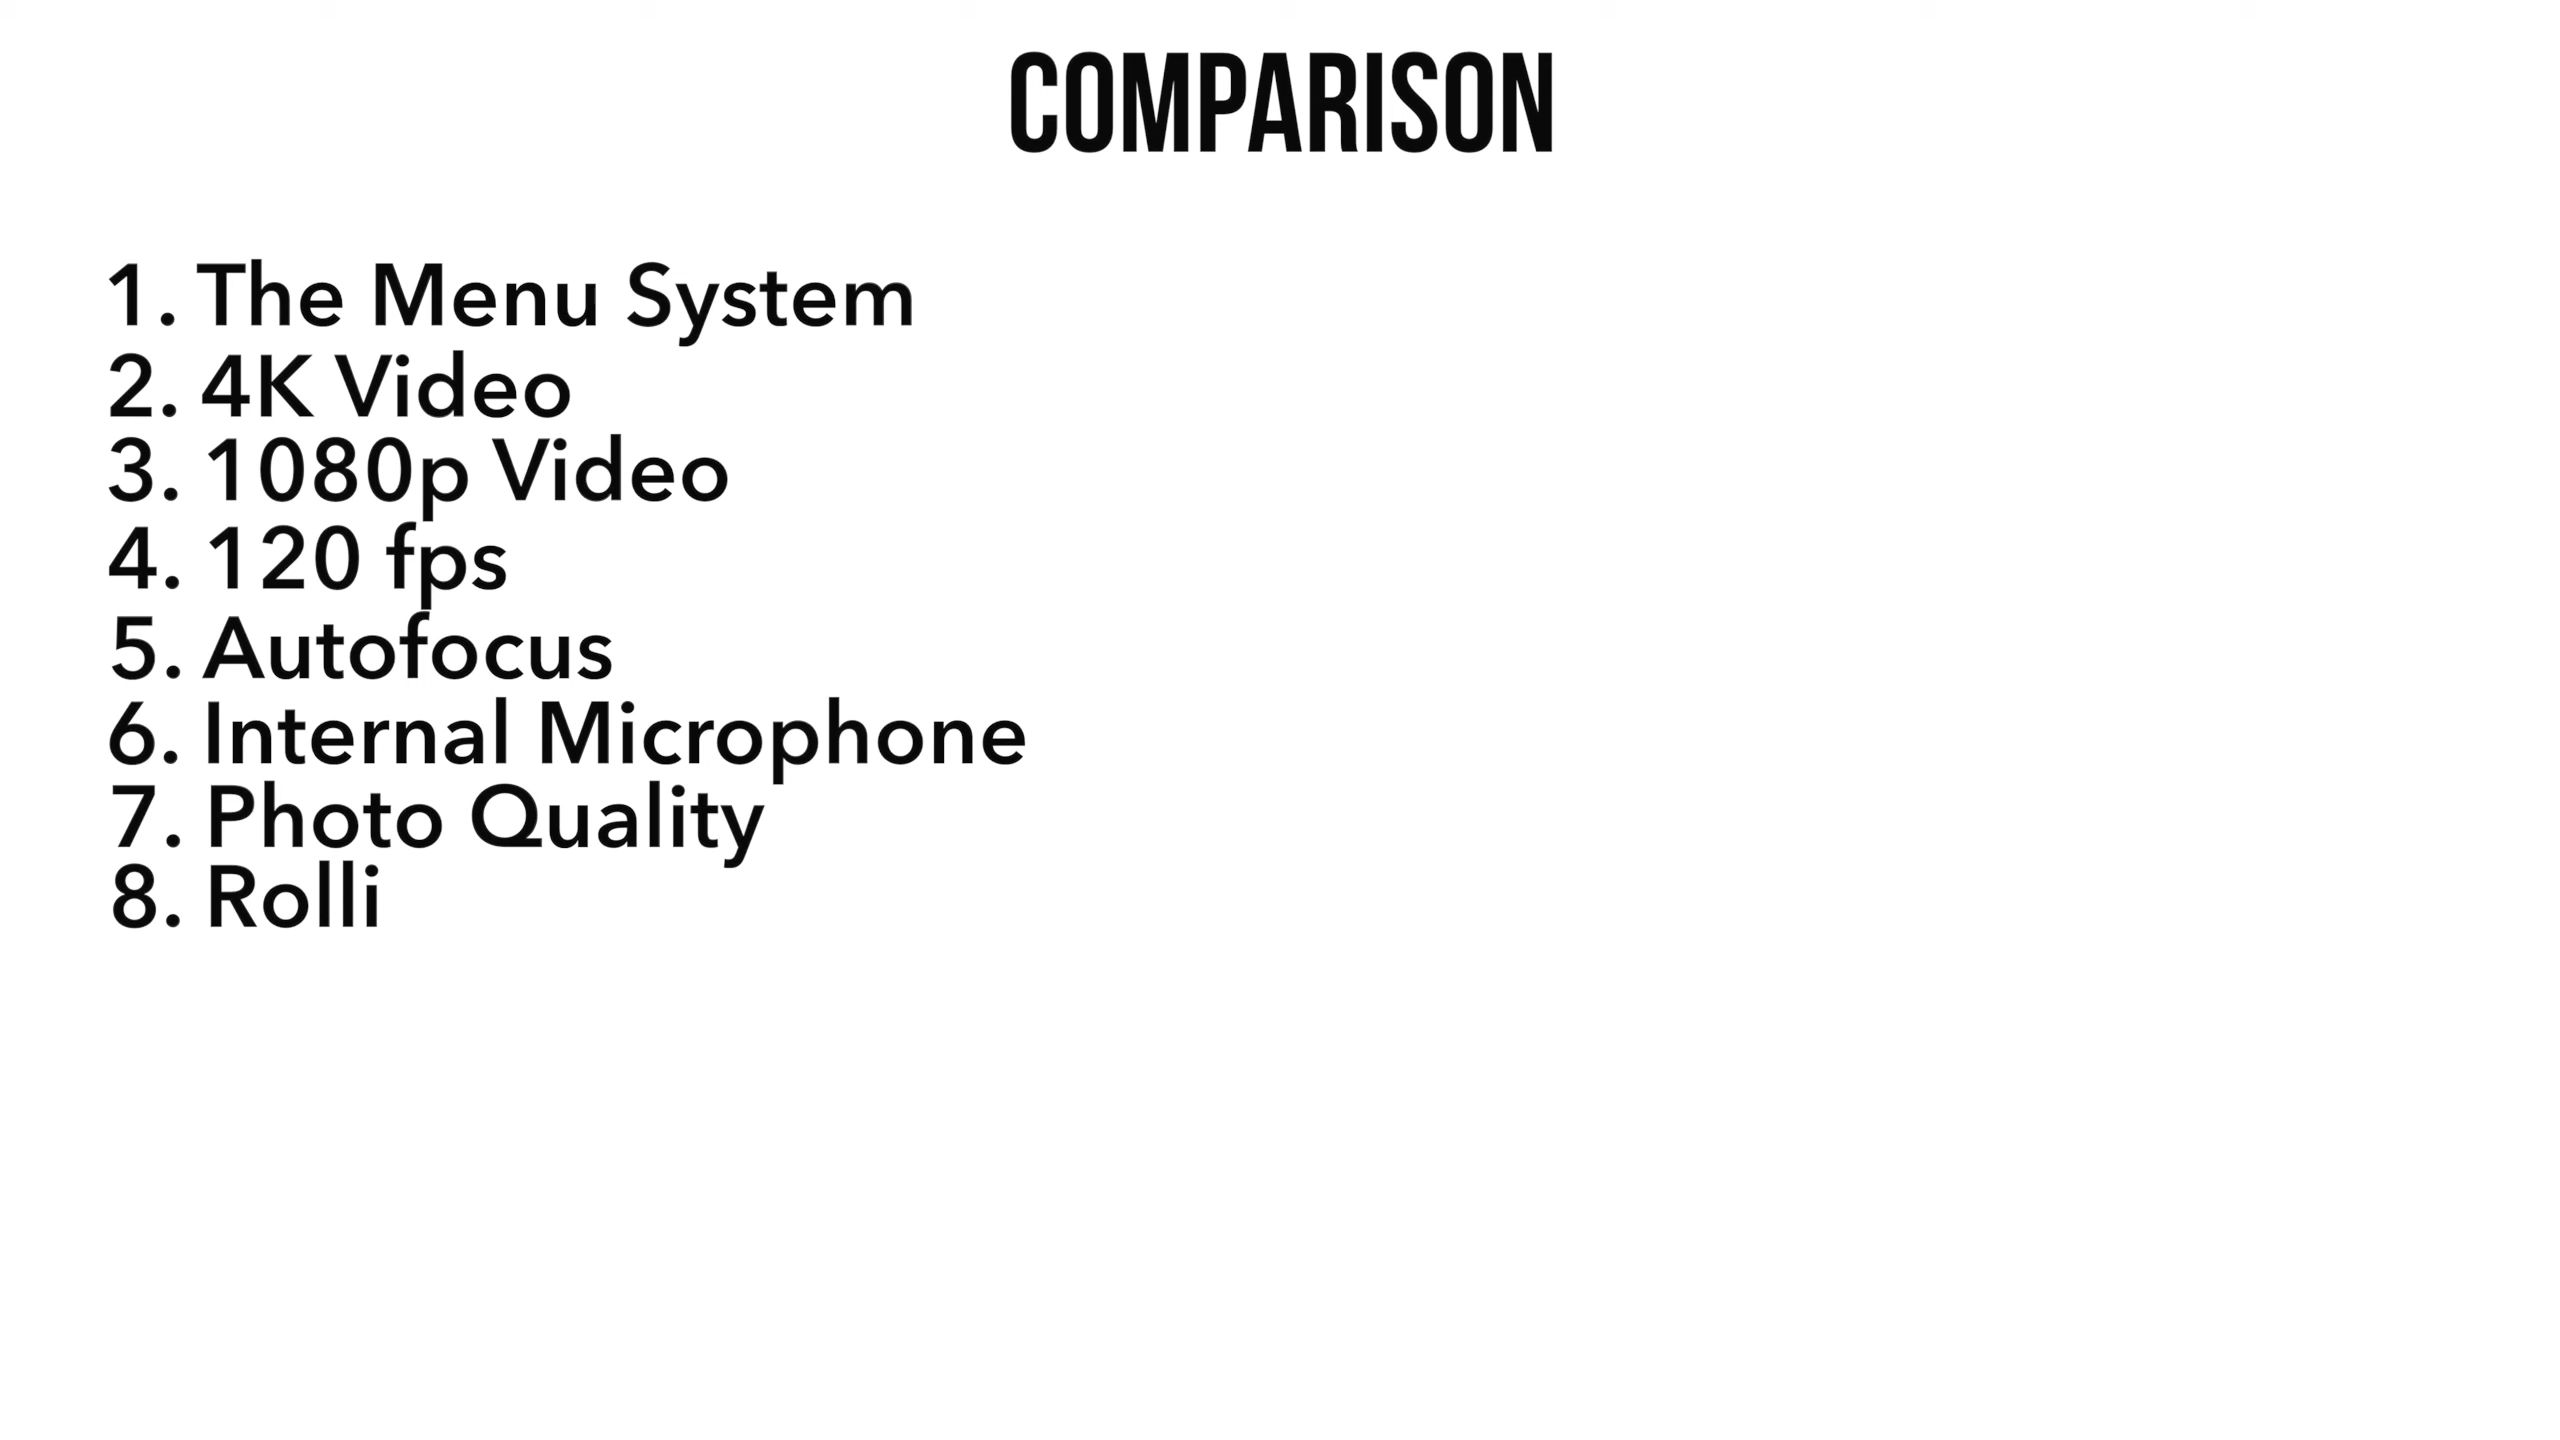 COMPARISON
1. The Menu System
2. 4K Video
3. 1080p Video
4. 120 fps
5. Autofocus
6. Internal Microphone
7. Photo Quality
8. Rolli